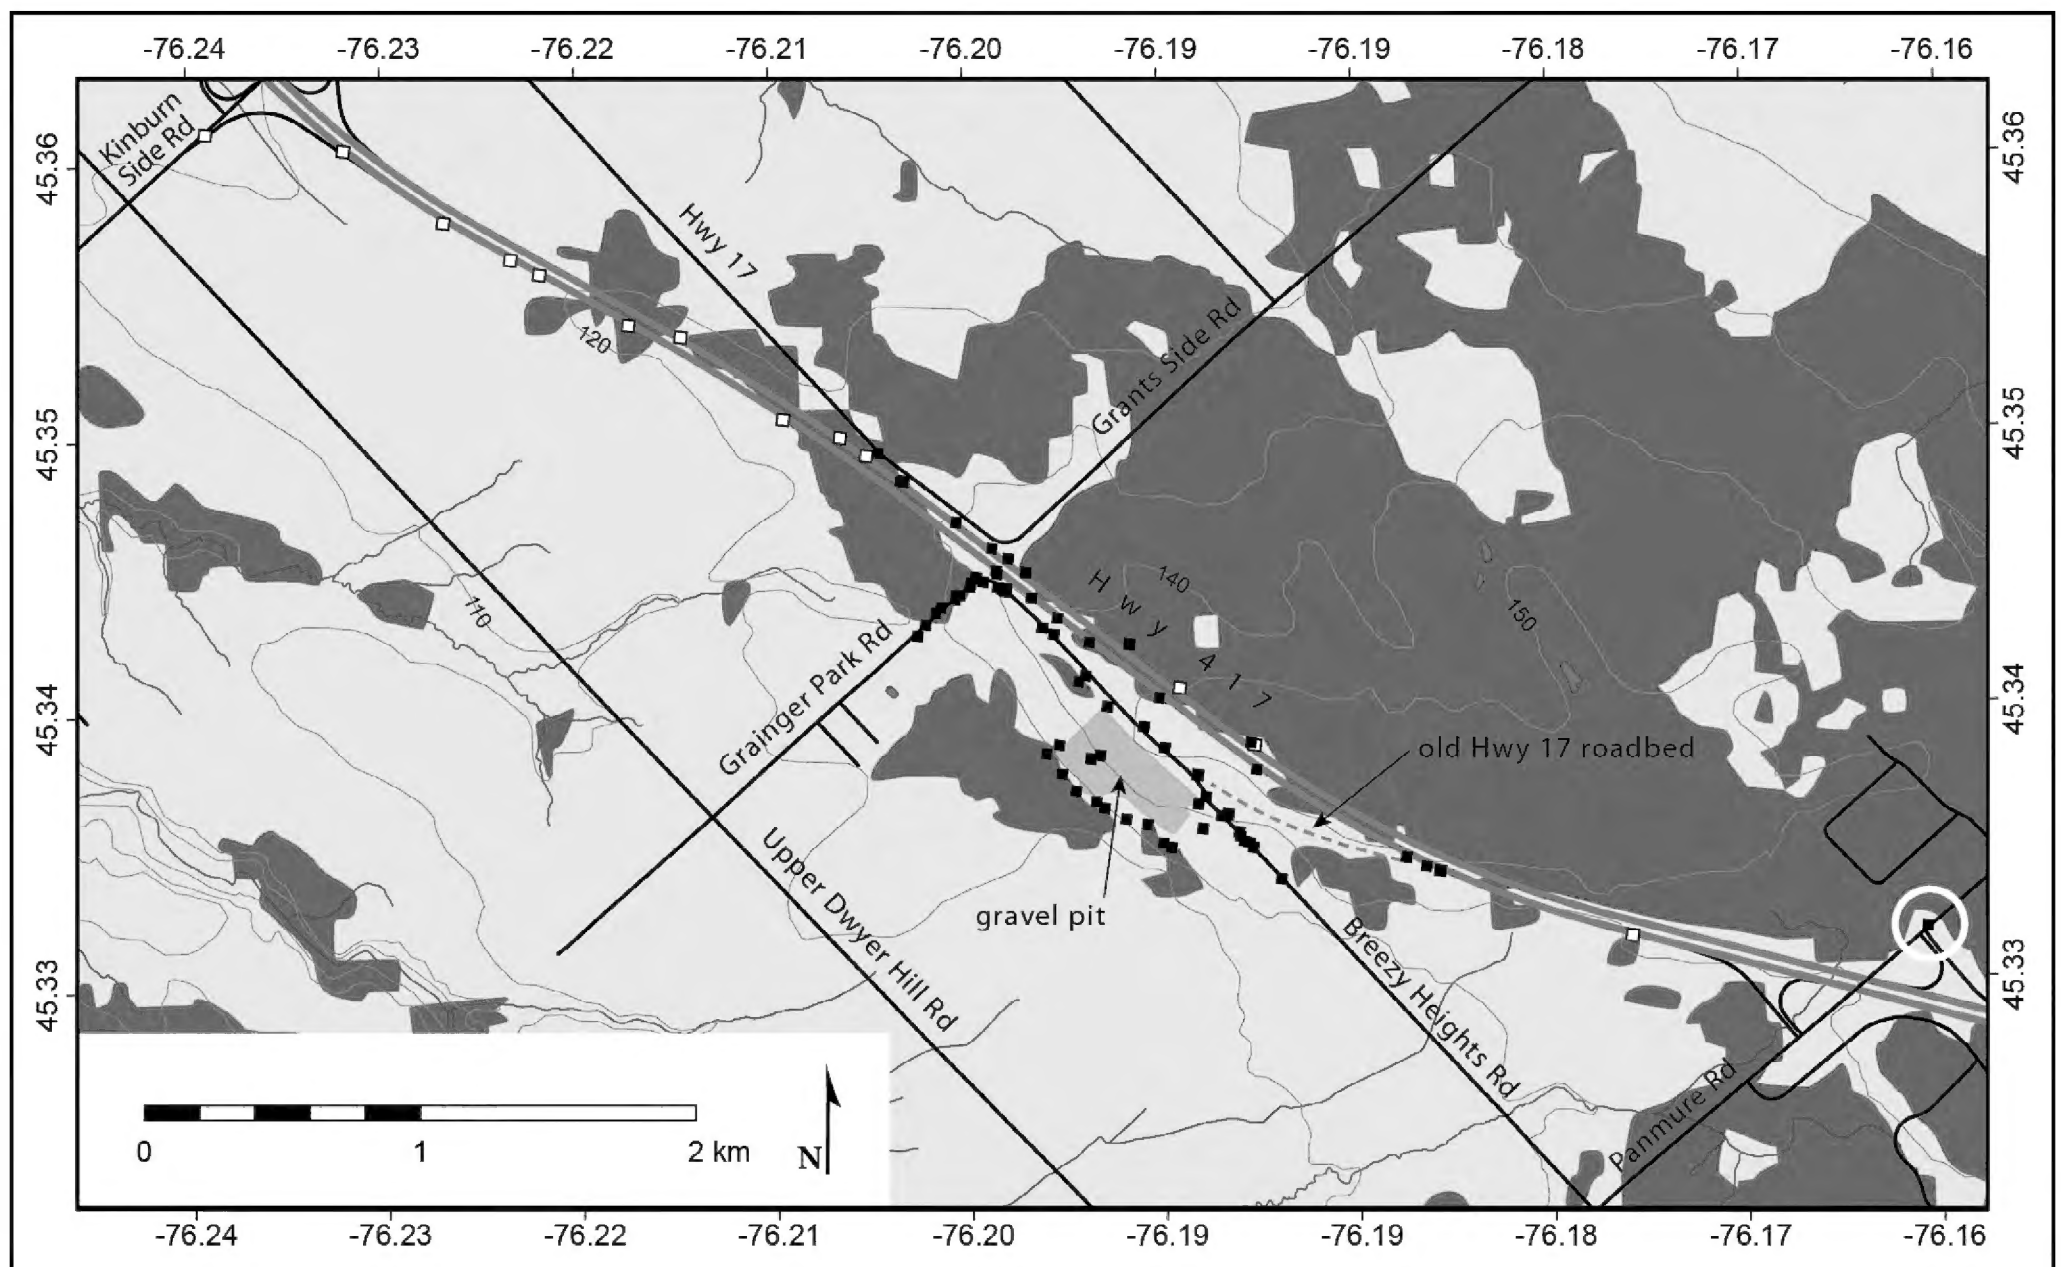 -76.24 -76.23 -76.22 -76.21 -76.20 -76.19 -76.19 -76.18 -76.17 -76.16
Kinburn
Side Rd
45.36
45.36
Hwy 17
120
Grants Side Rd
45.35
45.35
Hwy 417
140
150
110
Grainger Park Rd
45.34
45.34
old Hwy 17 roadbed
gravel pit
Upper Dwyer Hill Rd
Breezy Heights Rd
45.33
45.33
Panmure Rd
0 1 2 km
N
-76.24 -76.23 -76.22 -76.21 -76.20 -76.19 -76.19 -76.18 -76.17 -76.16